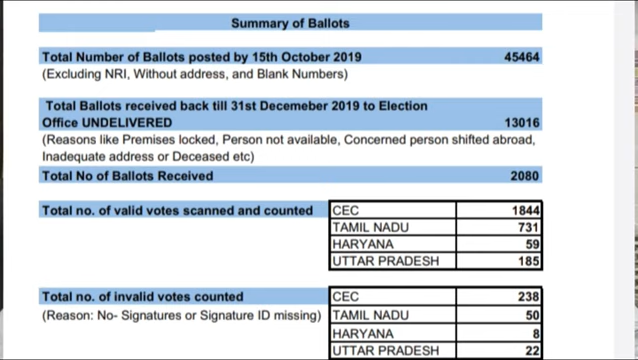 Summary of Ballots
Total Number of Ballots posted by 15th October 2019 45464
(Excluding NRI, Without address, and Blank Numbers)
Total Ballots received back till 31st Decemeber 2019 to Election
Office UNDELIVERED 13016
(Reasons like Premises locked, Person not available, Concerned person shifted abroad,
Inadequate address or Deceased etc)
Total No of Ballots Received 2080
Total no. of valid votes scanned and counted CEC 1844
TAMIL NADU 731
HARYANA 59
UTTAR PRADESH 185
Total no. of invalid votes counted CEC 238
(Reason: No- Signatures or Signature ID missing) TAMIL NADU 50
HARYANA 8
UTTAR PRADESH 22